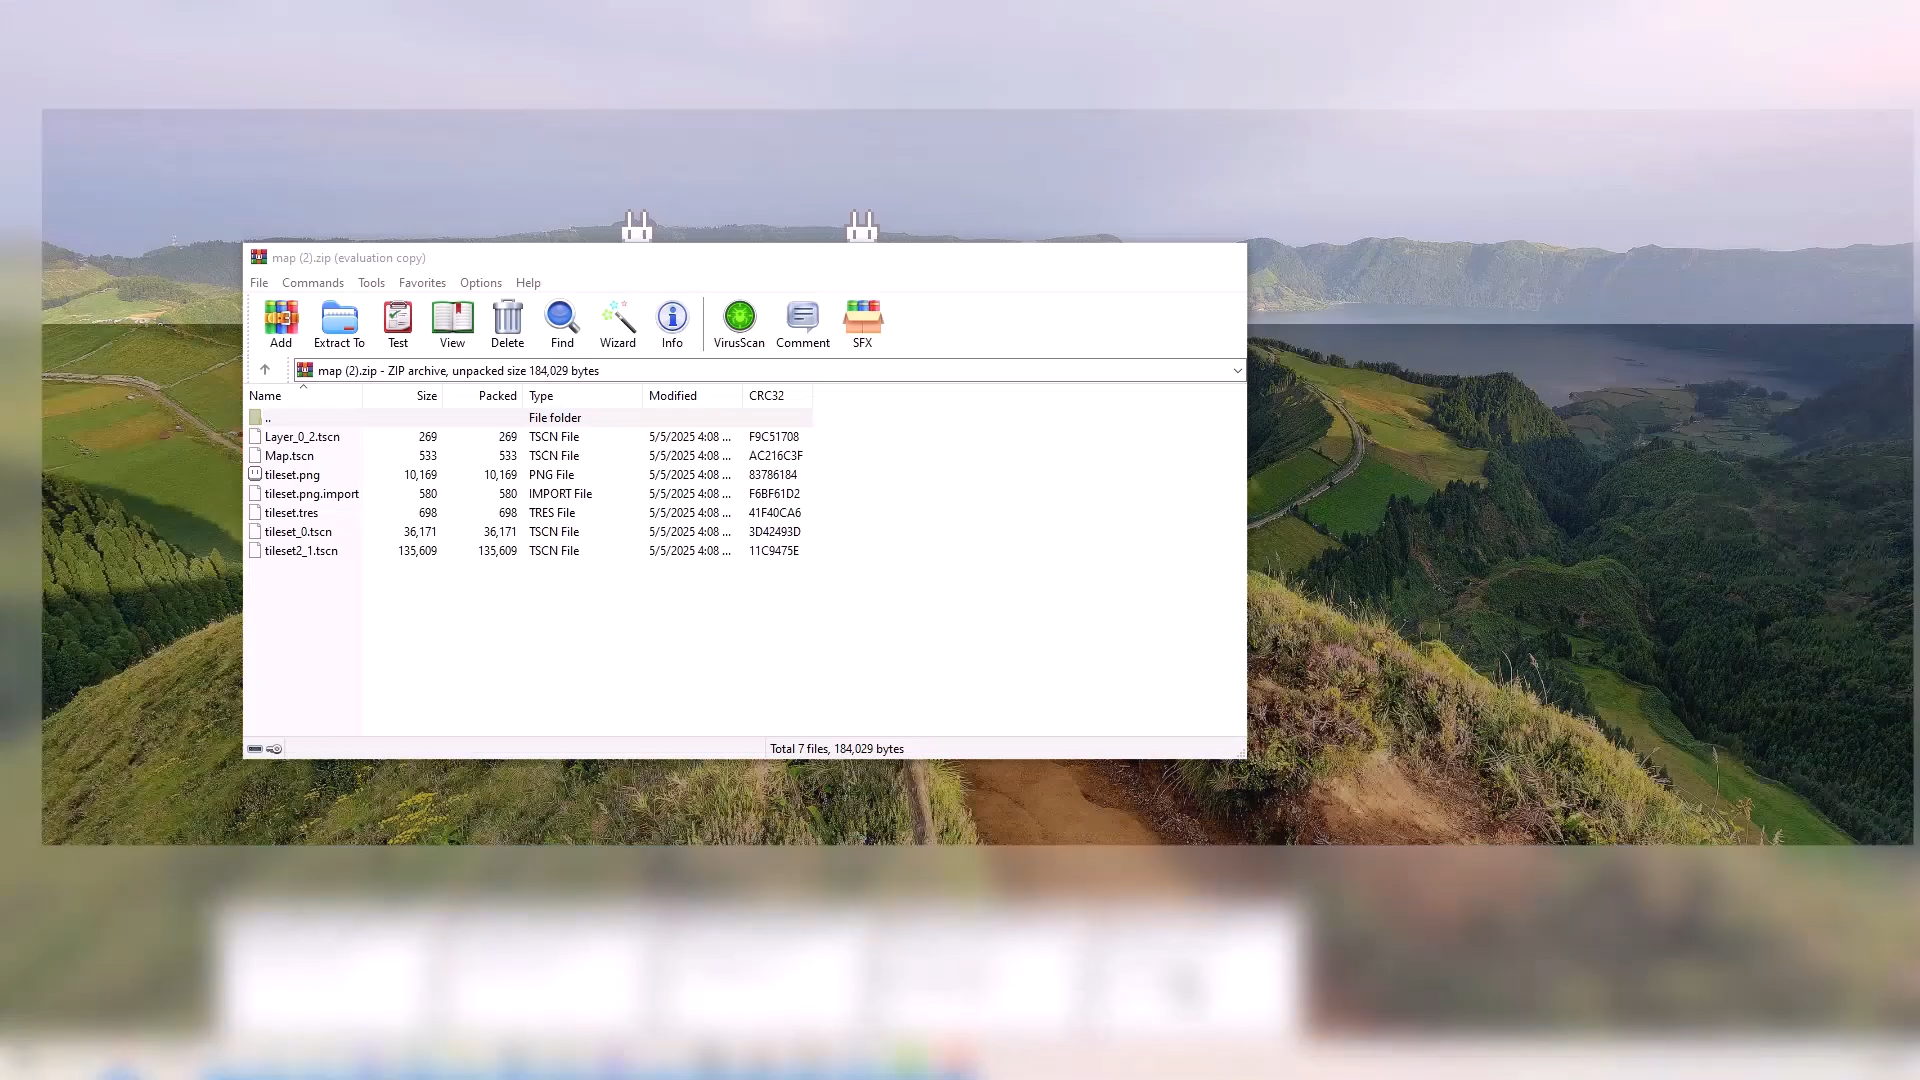 map (2).zip (evaluation copy)
File Commands Tools Favorites Options Help
Add Extract To Test View Delete Find Wizard Info VirusScan Comment SFX
map (2).zip - ZIP archive, unpacked size 184,029 bytes
Name Size Packed Type Modified CRC32
.. File folder
Layer_0_2.tscn 269 269 TSCN File 5/5/2025 4:08 ... F9C51708
Map.tscn 533 533 TSCN File 5/5/2025 4:08 ... AC216C3F
tileset.png 10,169 10,169 PNG File 5/5/2025 4:08 ... 83786184
tileset.png.import 580 580 IMPORT File 5/5/2025 4:08 ... F6BF61D2
tileset.tres 698 698 TRES File 5/5/2025 4:08 ... 41F40CA6
tileset_0.tscn 36,171 36,171 TSCN File 5/5/2025 4:08 ... 3D42493D
tileset2_1.tscn 135,609 135,609 TSCN File 5/5/2025 4:08 ... 11C9475E
Total 7 files, 184,029 bytes